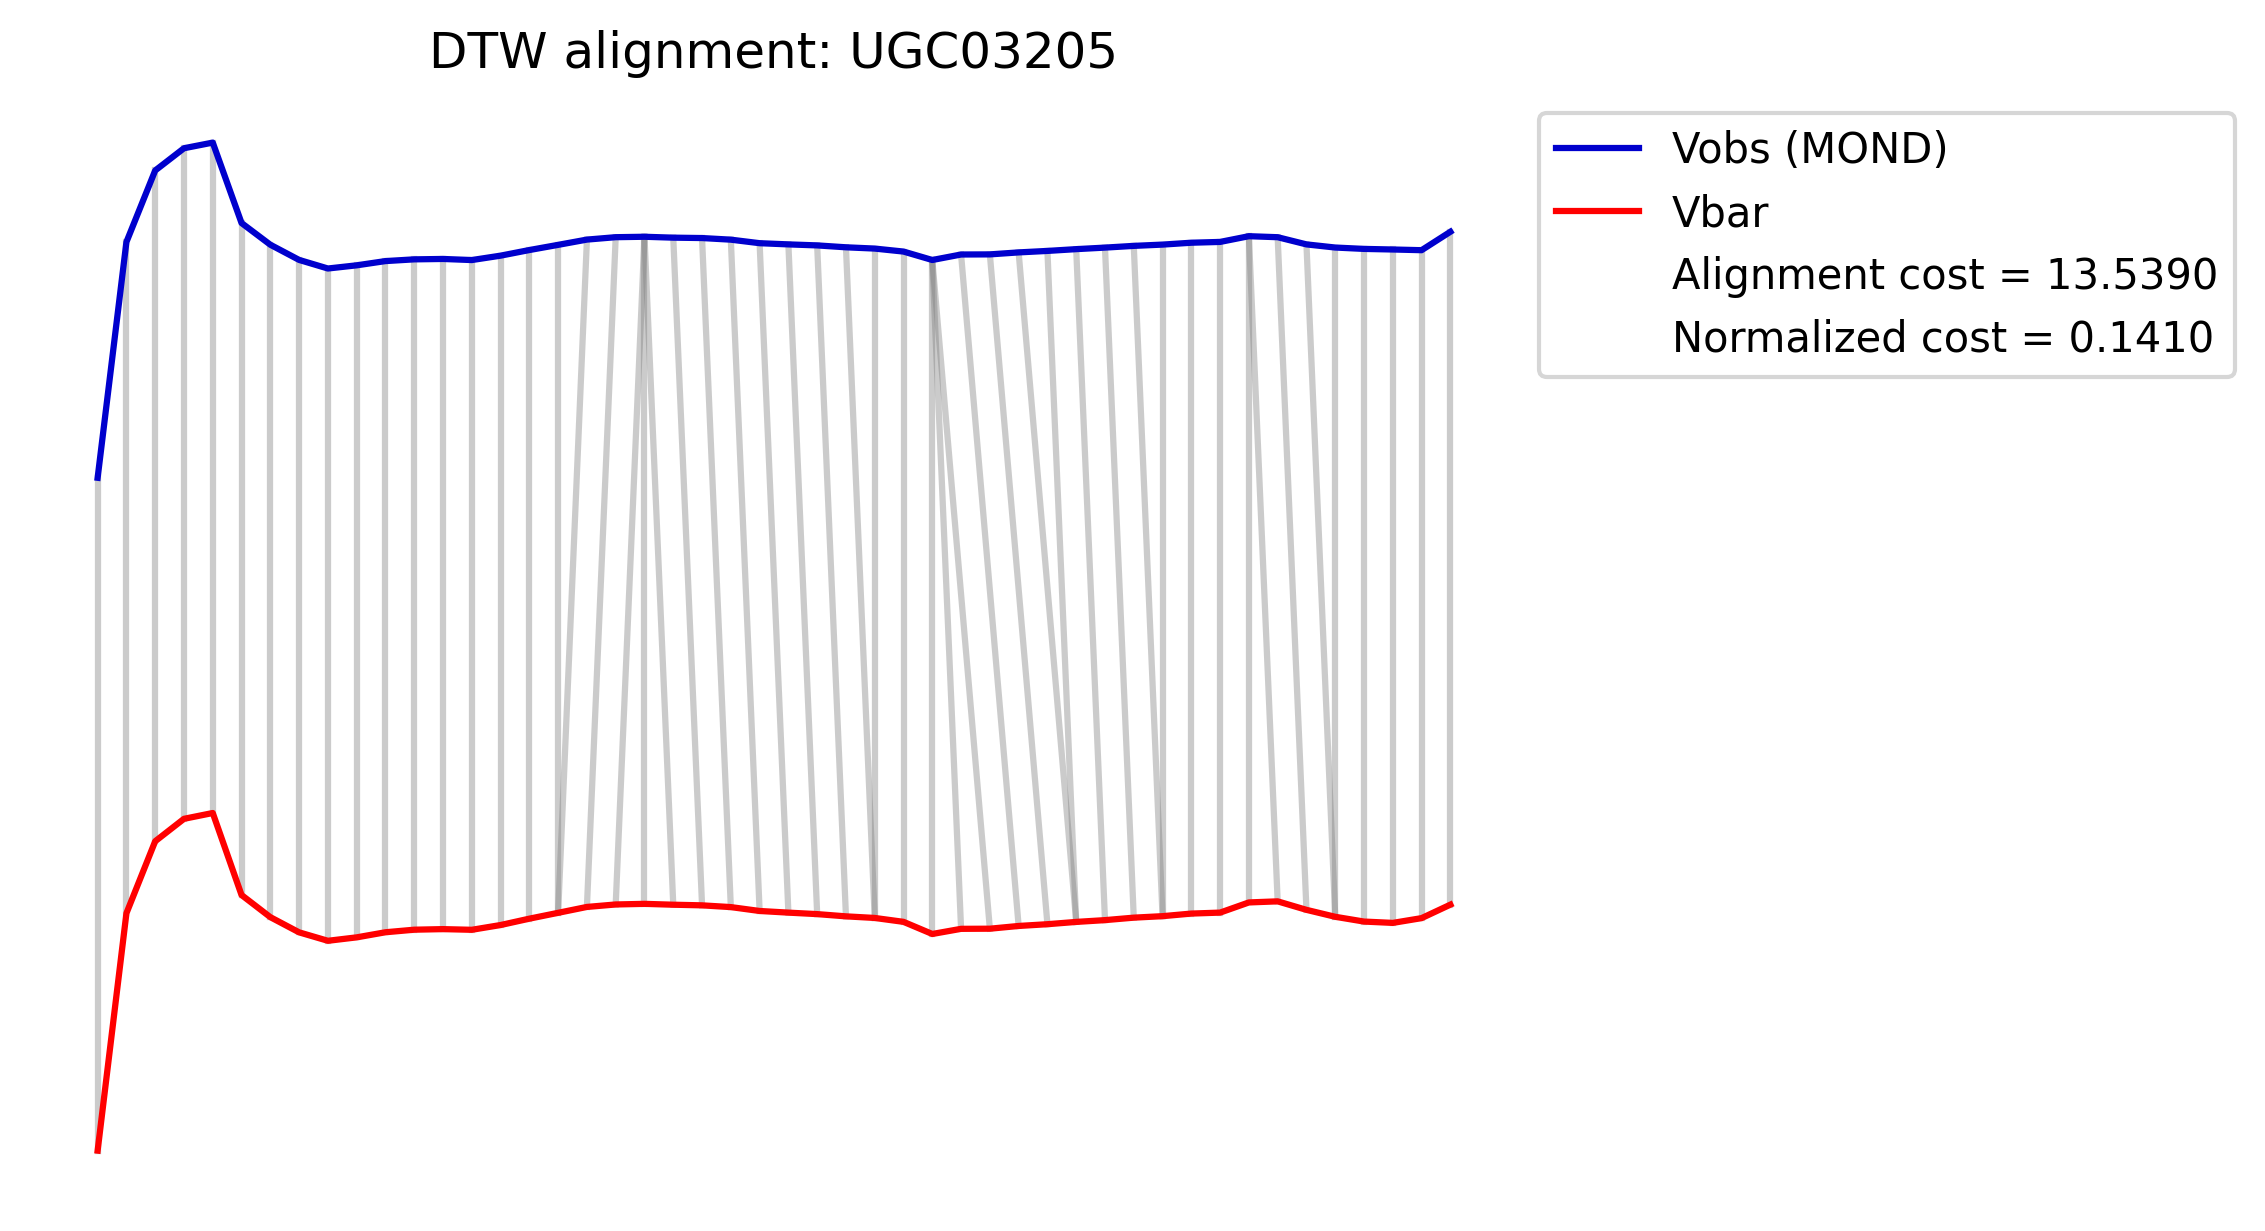 DTW alignment: UGC03205
Vobs (MOND)
Vbar
Alignment cost = 13.5390
Normalized cost = 0.1410